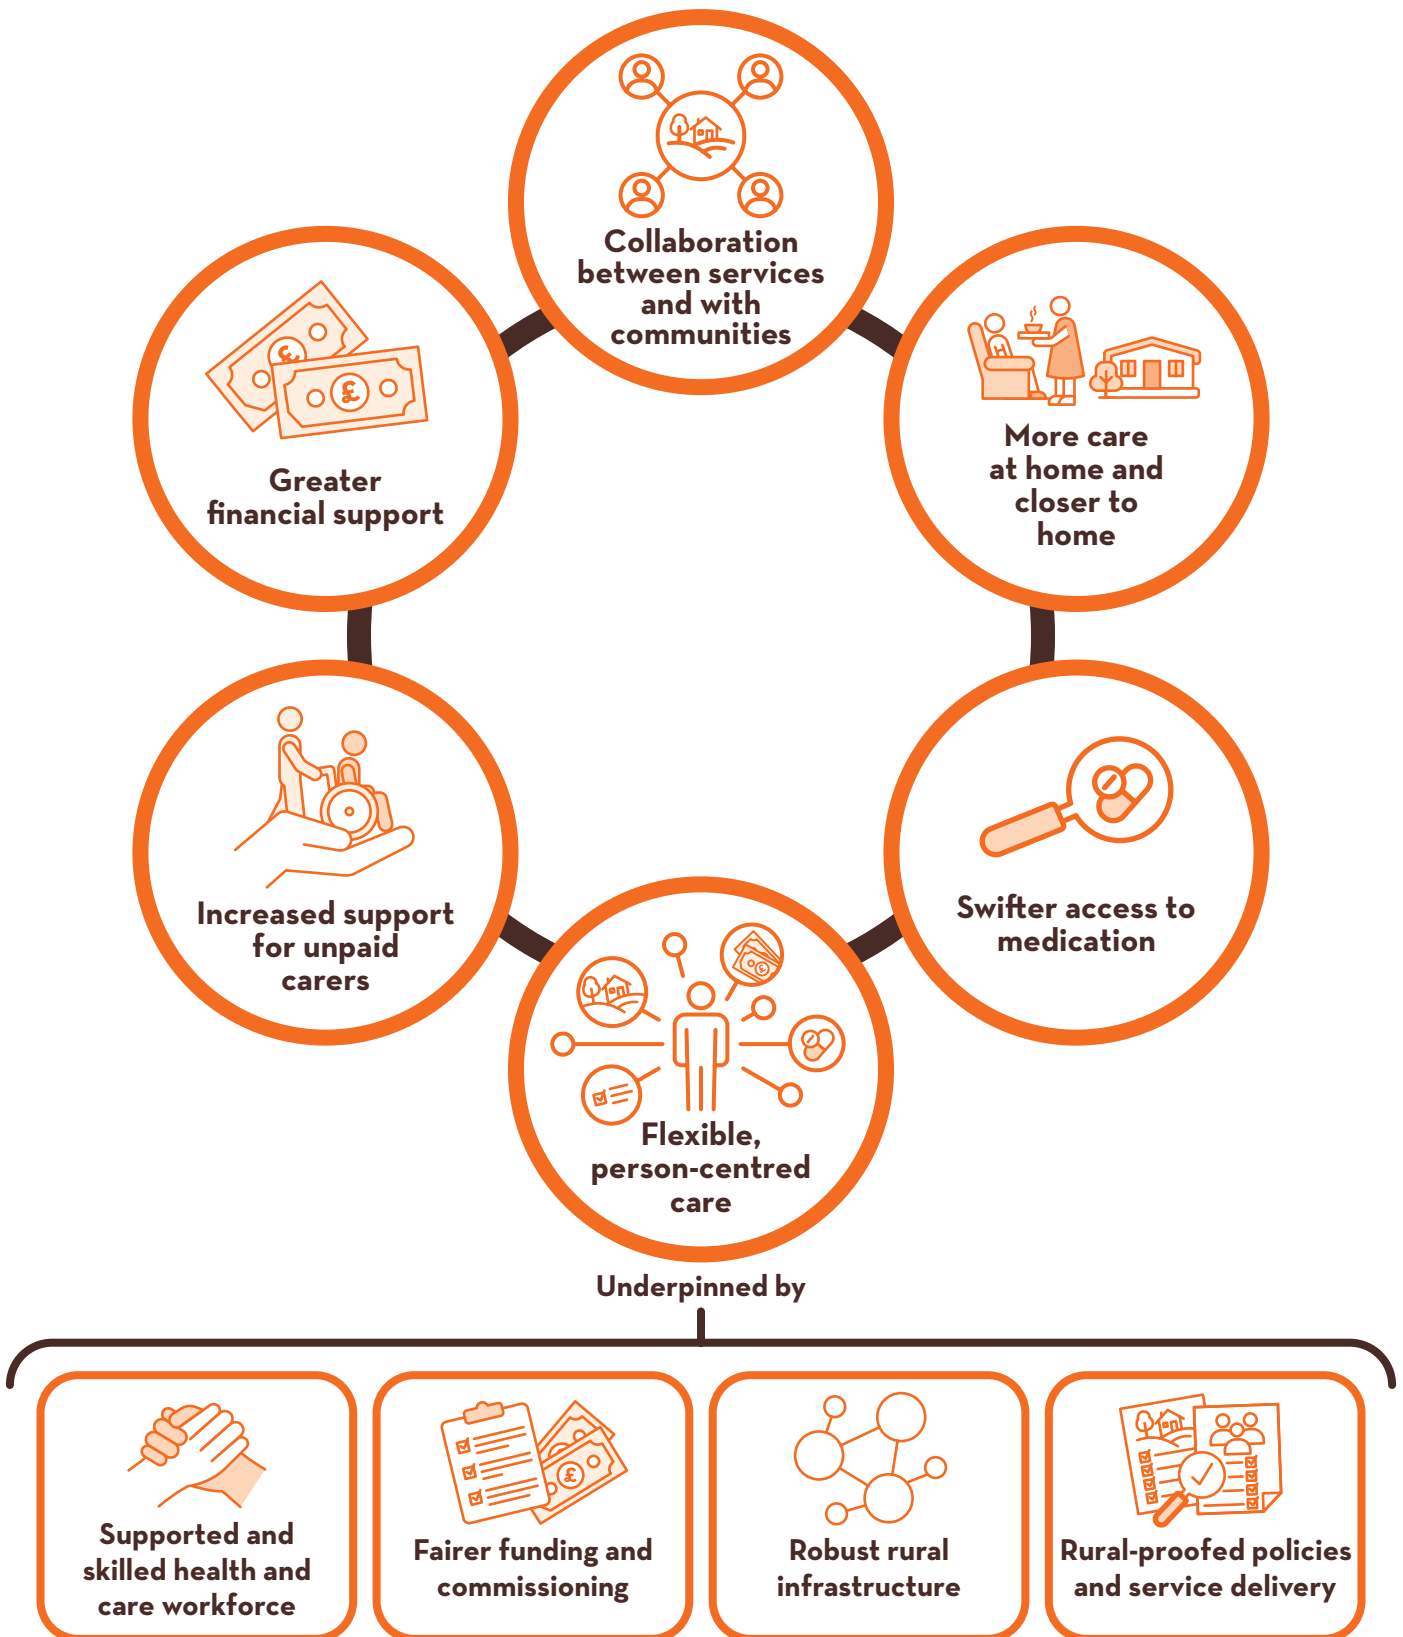 Collaboration
between services
and with
communities
Greater
financial support
More care
at home and
closer to
home
Increased support
for unpaid
carers
Swifter access to
medication
Flexible,
person-centred
care
Underpinned by
Supported and
skilled health and
care workforce
Fairer funding and
commissioning
Robust rural
infrastructure
Rural-proofed policies
and service delivery